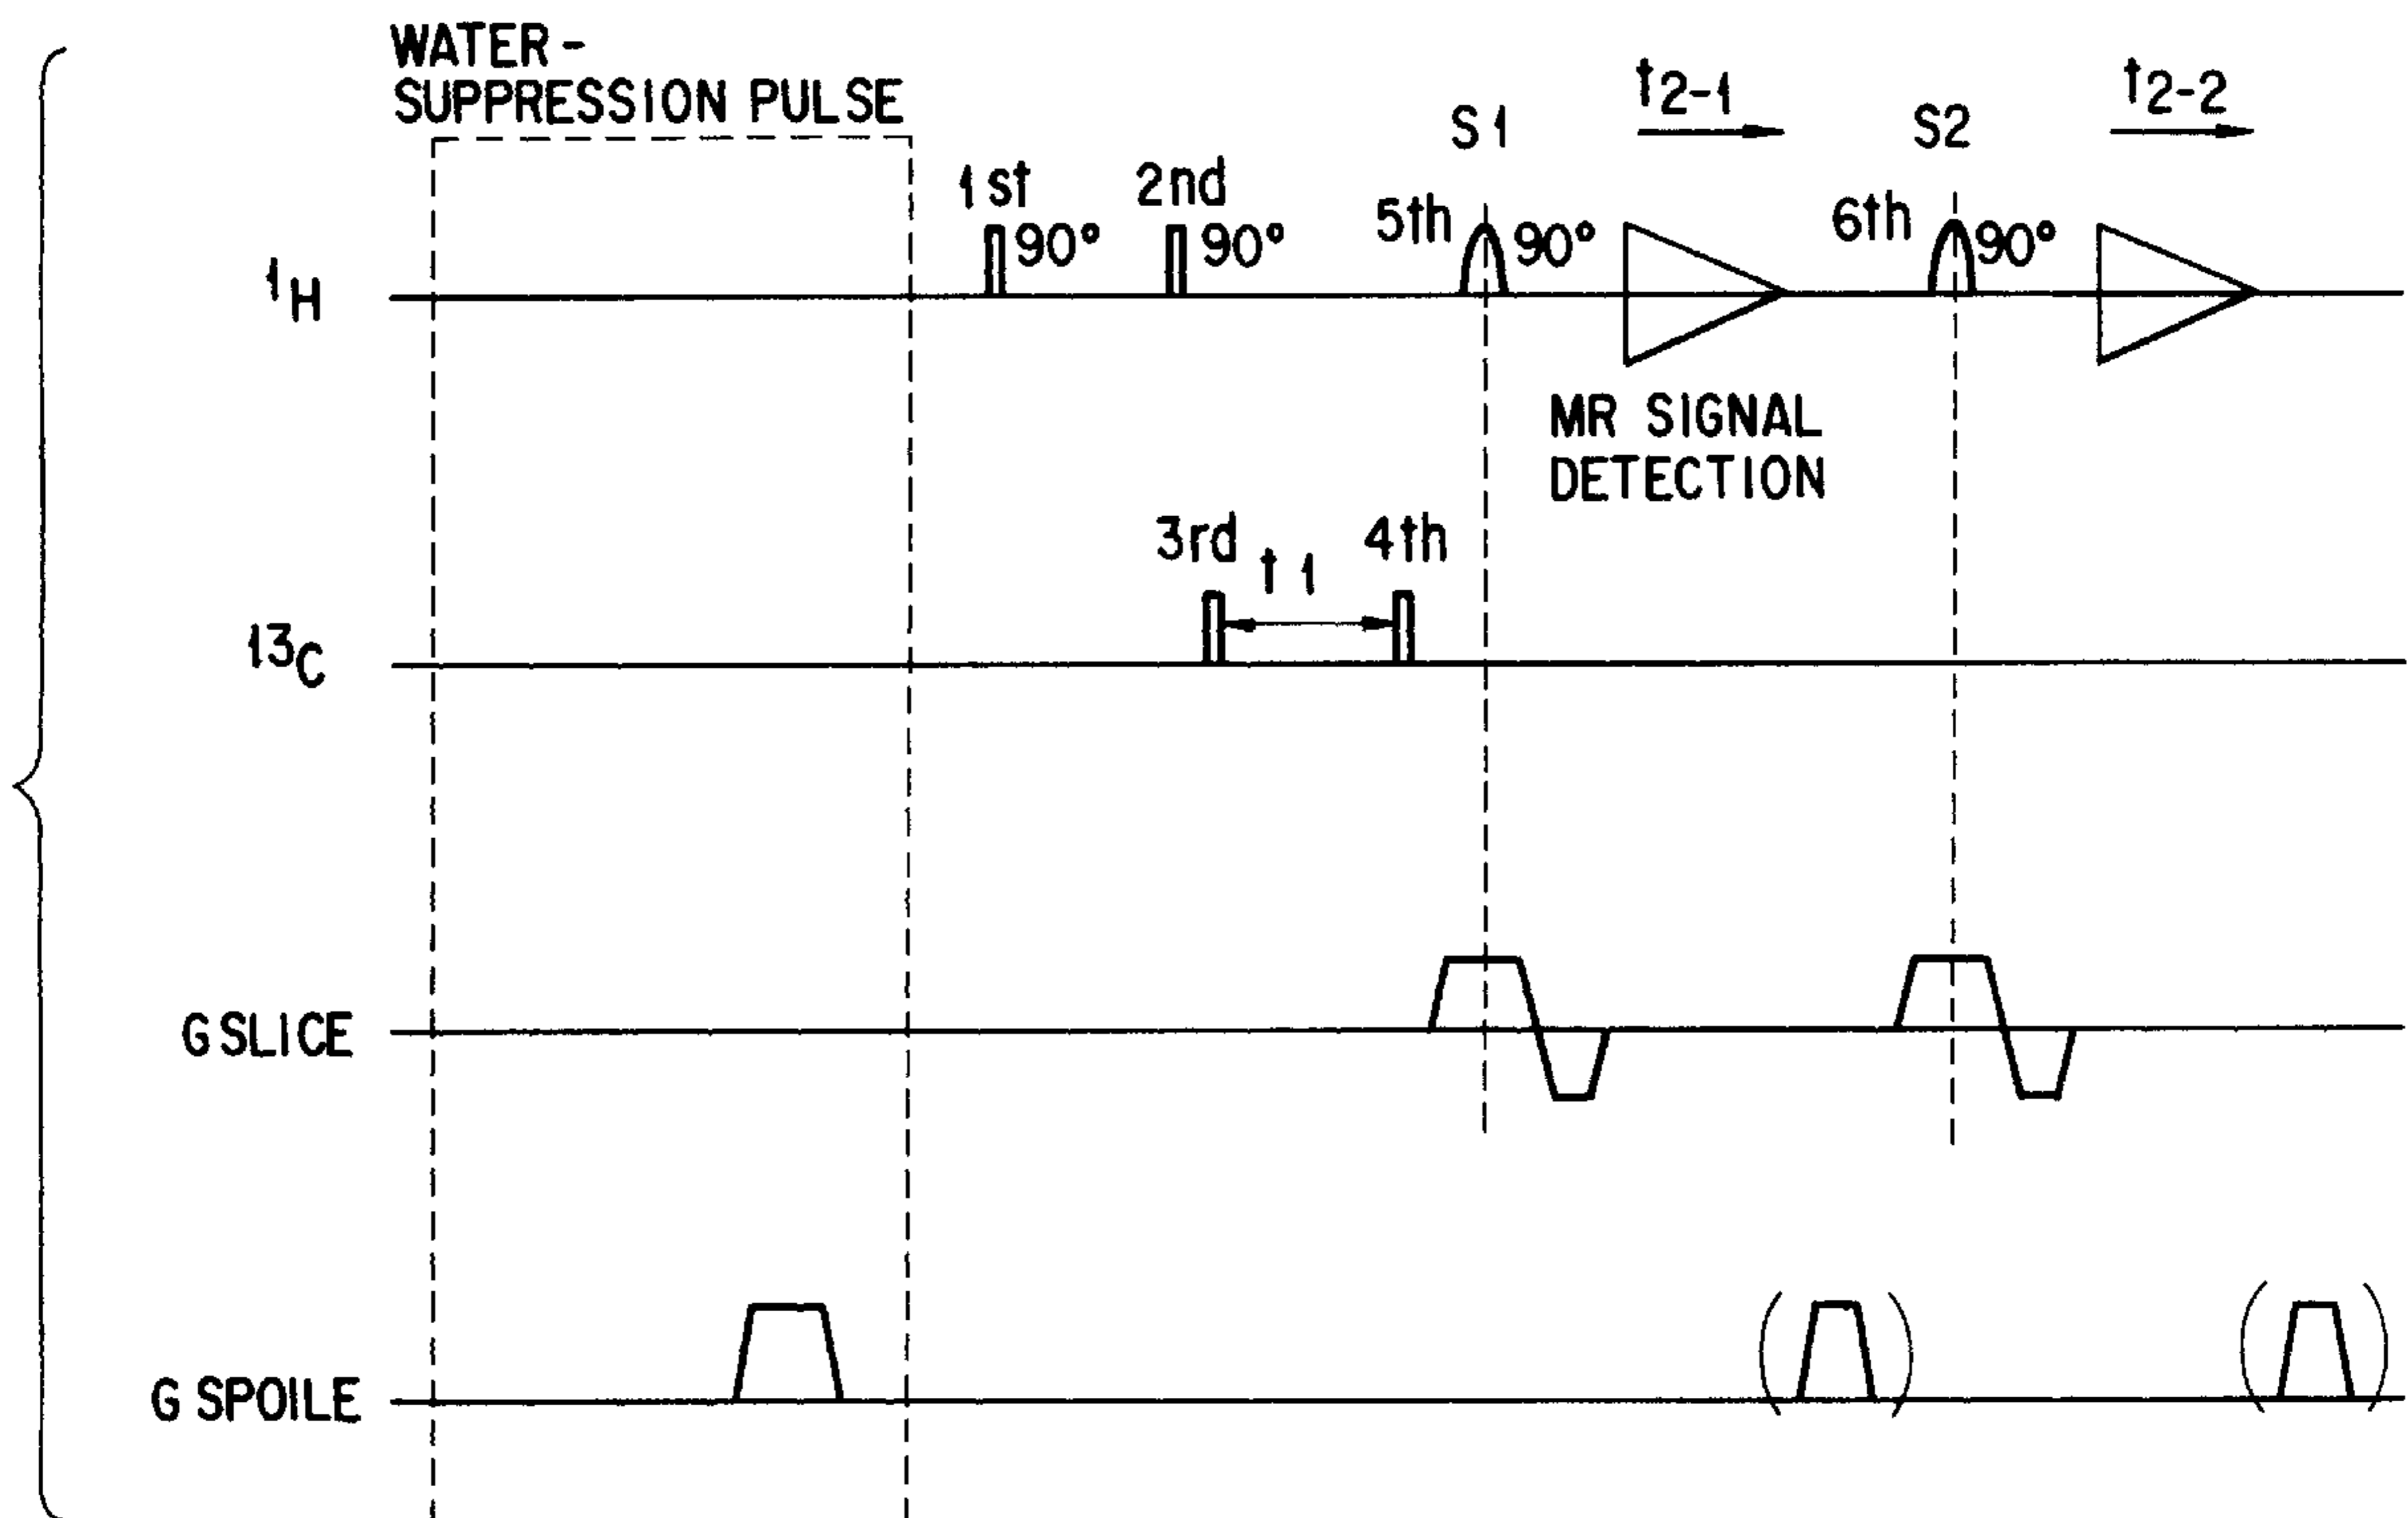 WATER-
SUPPRESSION PULSE
S1
t2-1
S2
t2-2
1st
90°
2nd
90°
5th
90°
6th
90°
1H
MR SIGNAL
DETECTION
3rd
t1
4th
13C
G SLICE
G SPOILE